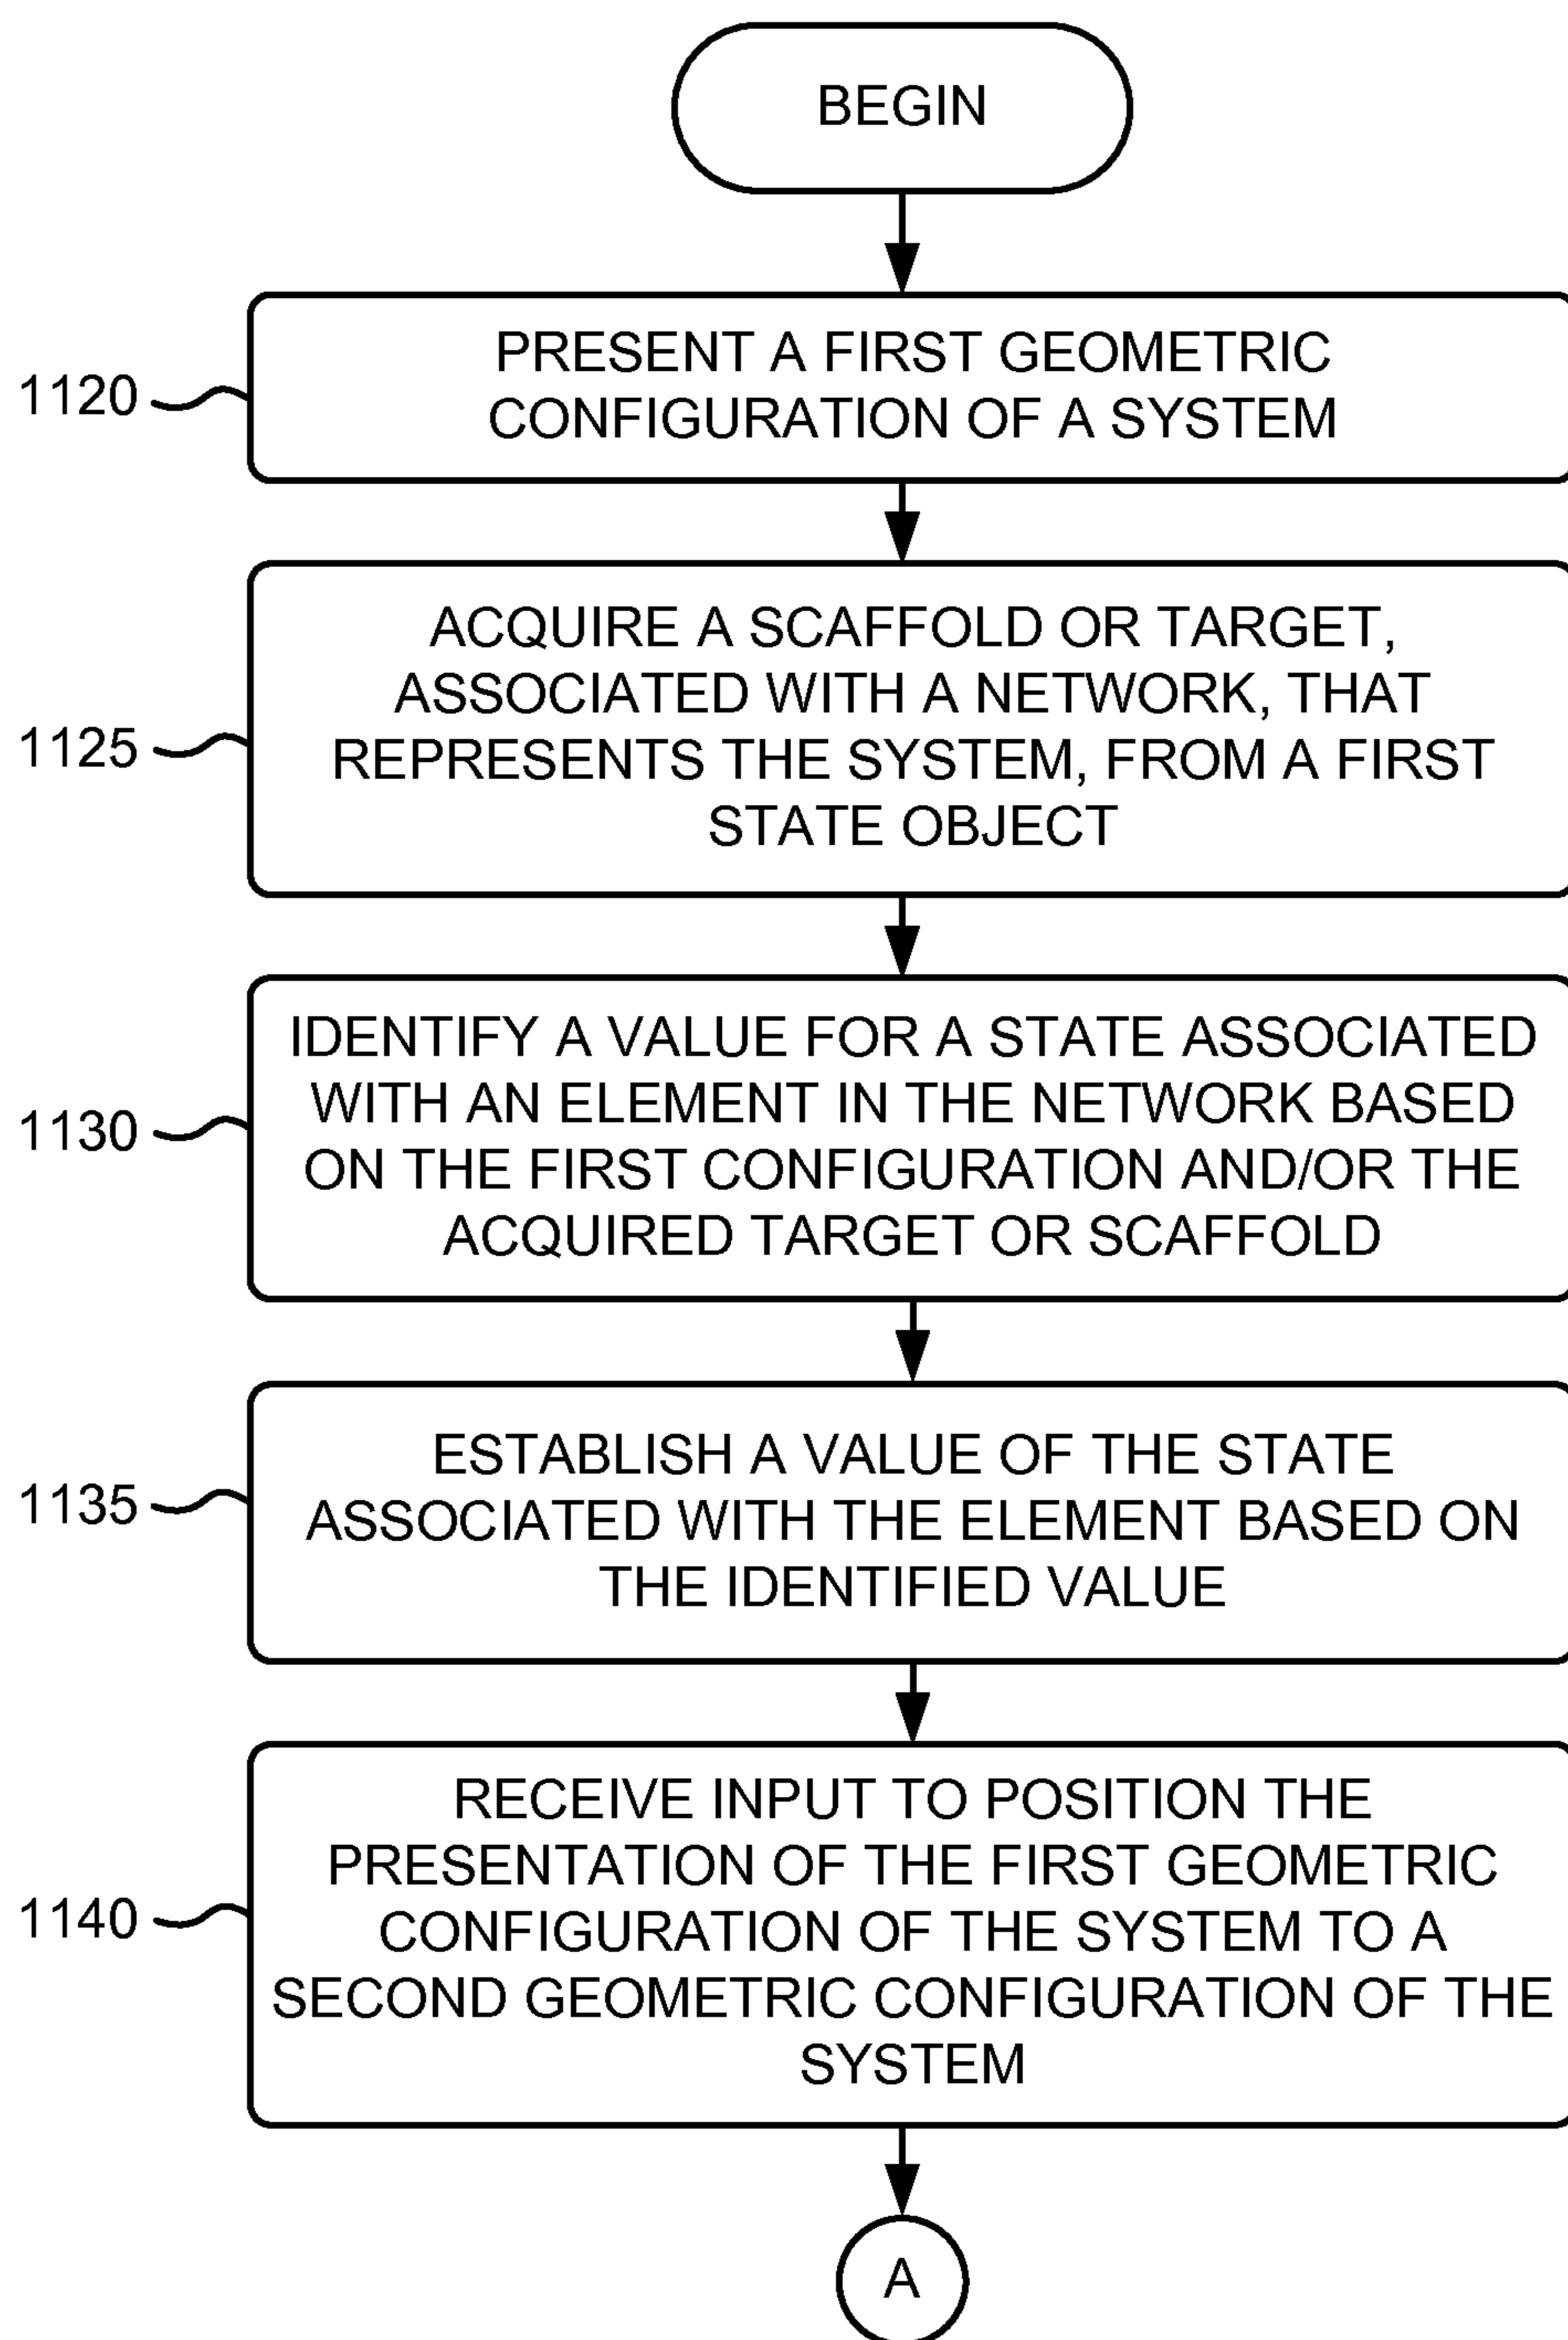 BEGIN
PRESENT A FIRST GEOMETRIC
CONFIGURATION OF A SYSTEM
1120
ACQUIRE A SCAFFOLD OR TARGET,
ASSOCIATED WITH A NETWORK, THAT
REPRESENTS THE SYSTEM, FROM A FIRST
STATE OBJECT
1125
IDENTIFY A VALUE FOR A STATE ASSOCIATED
WITH AN ELEMENT IN THE NETWORK BASED
ON THE FIRST CONFIGURATION AND/OR THE
ACQUIRED TARGET OR SCAFFOLD
1130
ESTABLISH A VALUE OF THE STATE
ASSOCIATED WITH THE ELEMENT BASED ON
THE IDENTIFIED VALUE
1135
RECEIVE INPUT TO POSITION THE
PRESENTATION OF THE FIRST GEOMETRIC
CONFIGURATION OF THE SYSTEM TO A
SECOND GEOMETRIC CONFIGURATION OF THE
SYSTEM
1140
A